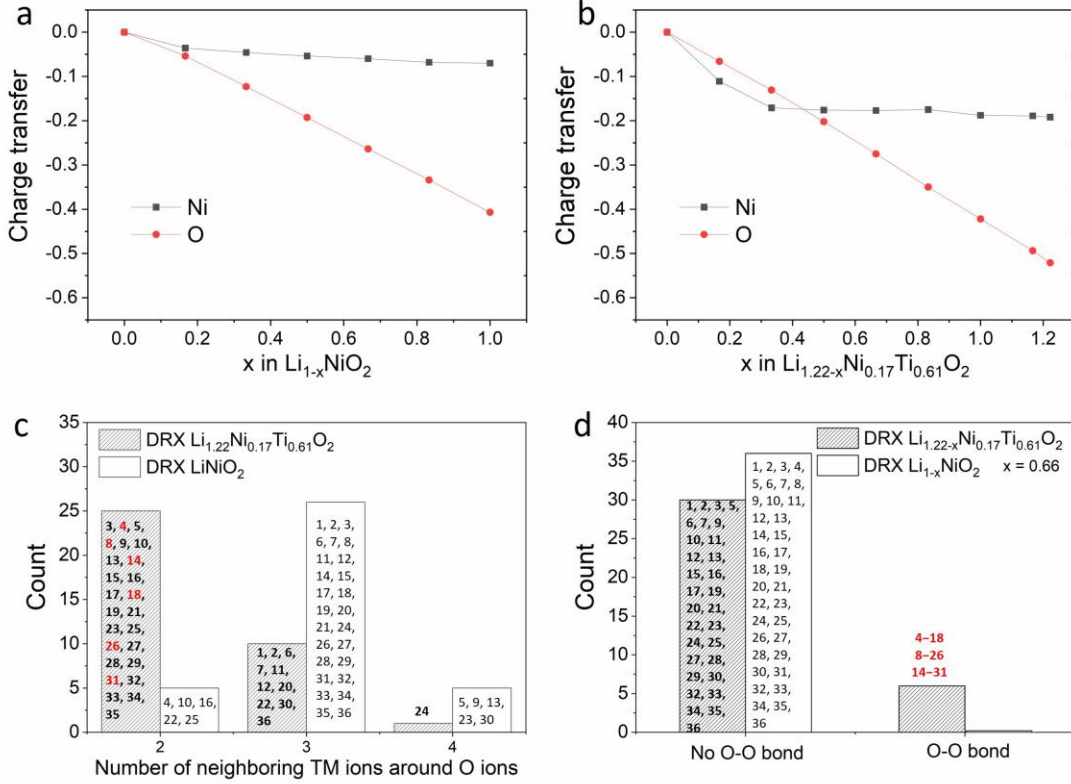 a
0.0
-0.1
-0.2
-0.3
-0.4
-0.5
-0.6
Charge transfer
Ni
O
0.0 0.2 0.4 0.6 0.8 1.0
x in Li₁₋ₓNiO₂
b
0.0
-0.1
-0.2
-0.3
-0.4
-0.5
-0.6
Charge transfer
Ni
O
0.0 0.2 0.4 0.6 0.8 1.0 1.2
x in Li₁.₂₂₋ₓNi₀.₁₇Ti₀.₆₁O₂
c
35
30
25
20
15
10
5
0
Count
DRX Li₁.₂₂Ni₀.₁₇Ti₀.₆₁O₂
DRX LiNiO₂
3, 4, 5,
8, 9, 10,
13, 14,
15, 16
17, 18,
19, 21,
23, 25,
26, 27,
28, 29,
31, 32,
33, 34,
35
4, 10, 16,
22, 25
1, 2, 6,
7, 11,
12, 20,
22, 30,
36
1, 2, 3,
6, 7, 8,
11, 12,
14, 15,
17, 18,
19, 20,
21, 24,
26, 27,
28, 29,
31, 32,
33, 34,
35, 36
24
5, 9, 13,
23, 30
2 3 4
Number of neighboring TM ions around O ions
d
40
35
30
25
20
15
10
5
0
Count
DRX Li₁.₂₂₋ₓNi₀.₁₇Ti₀.₆₁O₂
DRX Li₁₋ₓNiO₂ x = 0.66
1, 2, 3, 5,
6, 7, 9,
10, 11,
12, 13,
15, 16,
17, 19,
20, 21,
22, 23,
24, 25,
27, 28,
29, 30,
32, 33,
34, 35,
36
1, 2, 3, 4,
5, 6, 7, 8,
9, 10, 11,
12, 13,
14, 15,
16, 17,
18, 19,
20, 21,
22, 23,
24, 25,
26, 27,
28, 29,
30, 31,
32, 33,
34, 35,
36
4–18
8–26
14–31
No O-O bond O-O bond